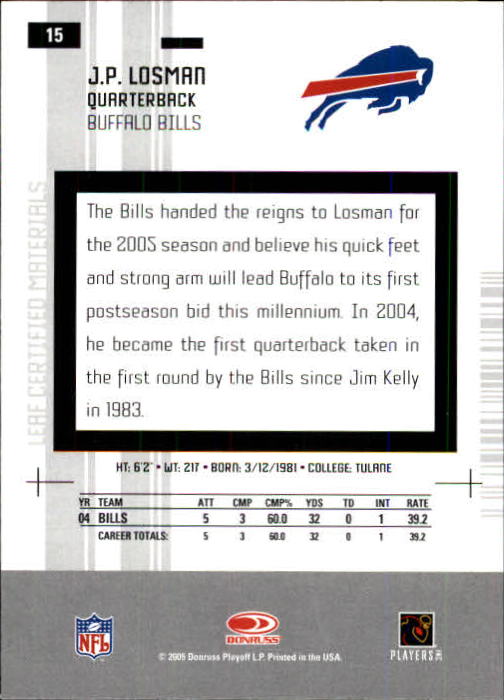 15
J.P. LOSMAN
QUARTERBACK
BUFFALO BILLS
LEAF CERTIFIED MATERIALS
The Bills handed the reigns to Losman for
the 2005 season and believe his quick feet
and strong arm will lead Buffalo to its first
postseason bid this millennium. In 2004,
he became the first quarterback taken in
the first round by the Bills since Jim Kelly
in 1983.
HT: 6'2" • WT: 217 • BORN: 3/12/1981 • COLLEGE: TULANE
YR TEAM ATT CMP CMP% YDS TD INT RATE
04 BILLS 5 3 60.0 32 0 1 39.2
CAREER TOTALS: 5 3 60.0 32 0 1 39.2
NFL
DONRUSS
PLAYERS INC
© 2005 Donruss Playoff L.P. Printed in the USA.